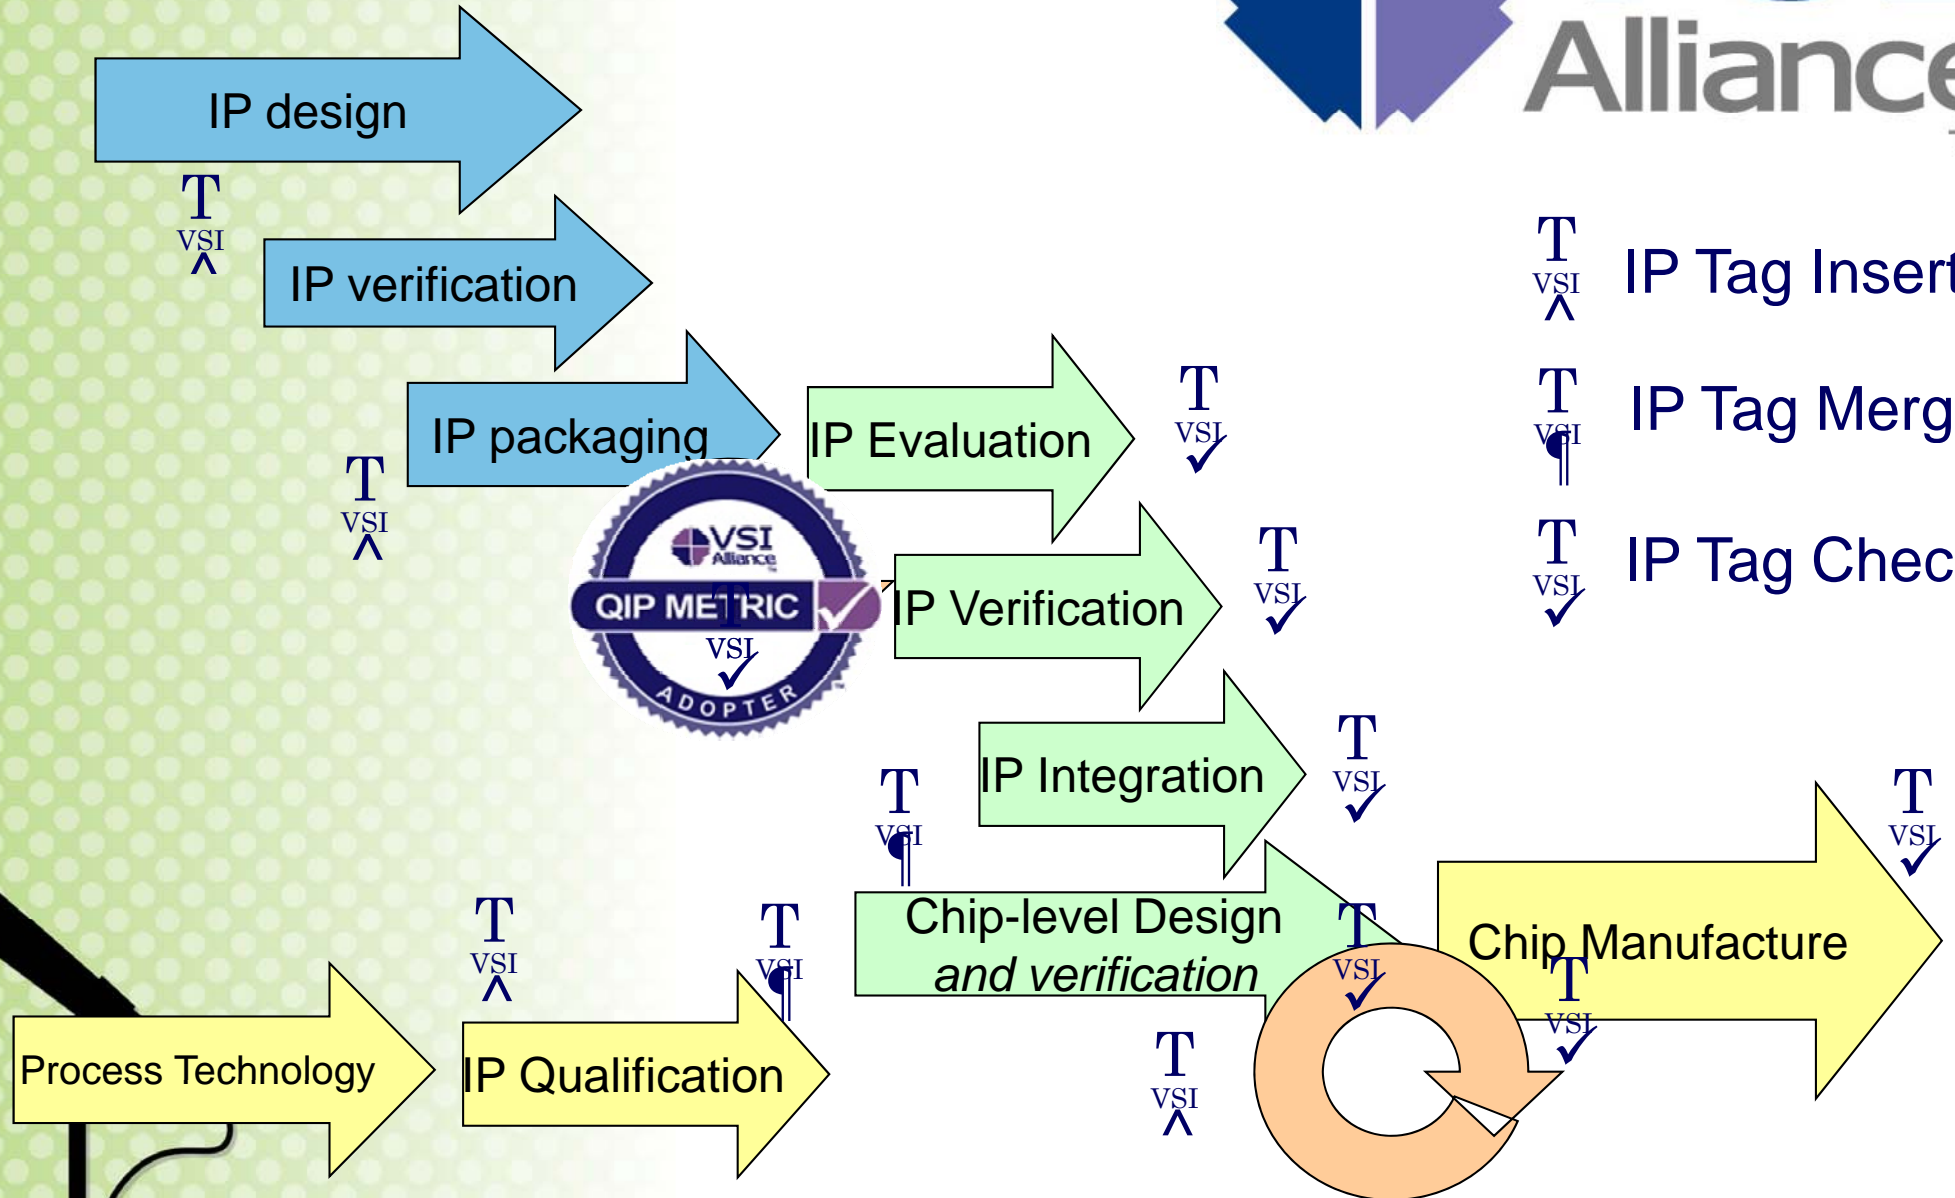 Alliance
IP design
T
VSI
^
IP verification
T
VSI
^
IP Tag Insert
IP packaging
IP Evaluation
T
VSI
✓
T
VSI
¶
IP Tag Merg
T
VSI
^
VSI
Alliance
QIP METRIC ✓
T
VSI
✓
ADOPTER
IP Verification
T
VSI
✓
T
VSI
✓
IP Tag Chec
IP Integration
T
VSI
✓
T
VSI
¶
T
VSI
✓
Chip-level Design
and verification
T
VSI
✓
Chip Manufacture
T
VSI
✓
T
VSI
^
T
VSI
¶
Process Technology
IP Qualification
T
VSI
^